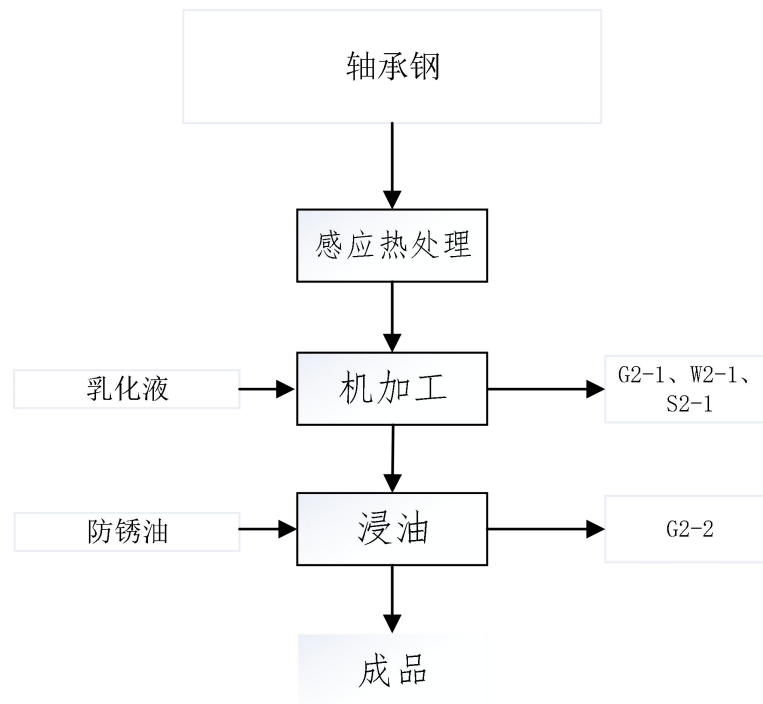 轴承钢
感应热处理
乳化液
机加工
G2-1、W2-1、
S2-1
防锈油
浸油
G2-2
成品